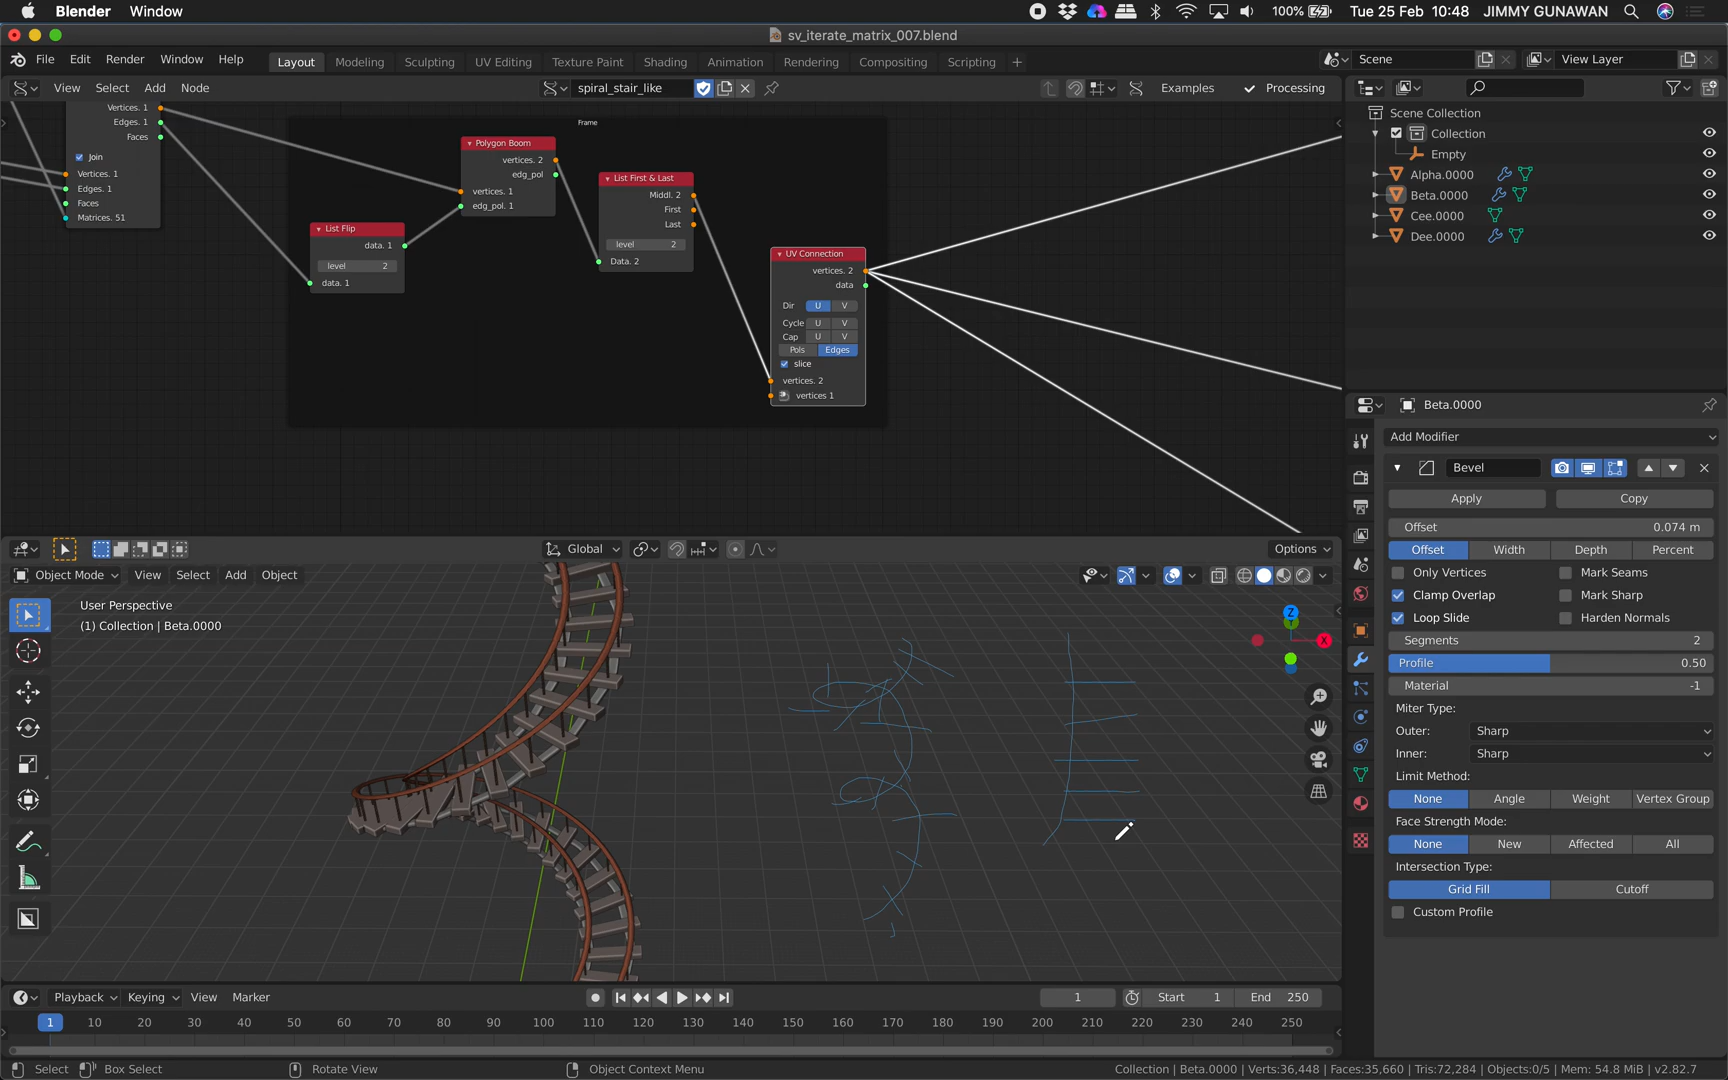 Blender Window 100% Tue 25 Feb 10:48 JIMMY GUNAWAN
sv_iterate_matrix_007.blend
File Edit Render Window Help Layout Modeling Sculpting UV Editing Texture Paint Shading Animation Rendering Compositing Scripting + Scene View Layer
View Select Add Node spiral_stair_like Examples Processing
Vertices. 1
Edges. 1
Faces
Join
Vertices. 1
Edges. 1
Faces
Matrices. 51
Frame
List Flip
data. 1
level 2
data. 1
Polygon Boom
vertices. 2
edg_pol
vertices. 1
edg_pol. 1
List First & Last
Middl. 2
First
Last
level 2
Data. 2
UV Connection
vertices. 2
data
Dir U V
Cycle U V
Cap U V
Pols Edges
slice
vertices. 2
vertices 1
Scene Collection
Collection
Empty
Alpha.0000
Beta.0000
Cee.0000
Dee.0000
Beta.0000
Add Modifier
Bevel
Apply Copy
Offset 0.074 m
Offset Width Depth Percent
Only Vertices Mark Seams
Clamp Overlap Mark Sharp
Loop Slide Harden Normals
Segments 2
Profile 0.50
Material -1
Miter Type:
Outer: Sharp
Inner: Sharp
Limit Method:
None Angle Weight Vertex Group
Face Strength Mode:
None New Affected All
Intersection Type:
Grid Fill Cutoff
Custom Profile
Global Options
Object Mode View Select Add Object
User Perspective
(1) Collection | Beta.0000
Z
Y
X
Playback Keying View Marker 1 Start 1 End 250
1 10 20 30 40 50 60 70 80 90 100 110 120 130 140 150 160 170 180 190 200 210 220 230 240 250
Select Box Select Rotate View Object Context Menu Collection | Beta.0000 | Verts:36,448 | Faces:35,660 | Tris:72,284 | Objects:0/5 | Mem: 54.8 MiB | v2.82.7